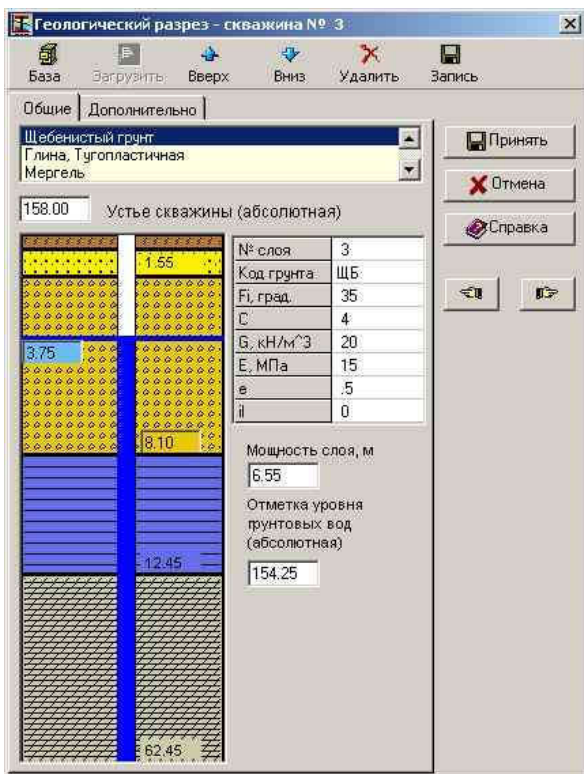 Геологический разрез - скважина № 3
База Загрузить Вверх Вниз Удалить Запись
Общие Дополнительно
Щебенистый грунт
Глина, Тугопластичная
Мергель
Принять
Отмена
Справка
158.00 Устье скважины (абсолютная)
1.55
3.75
8.10
12.45
62.45
№ слоя 3
Код грунта ЩБ
Fi, град. 35
C 4
G, кН/м^3 20
E, МПа 15
e .5
il 0
Мощность слоя, м
6.55
Отметка уровня
грунтовых вод
(абсолютная)
154.25